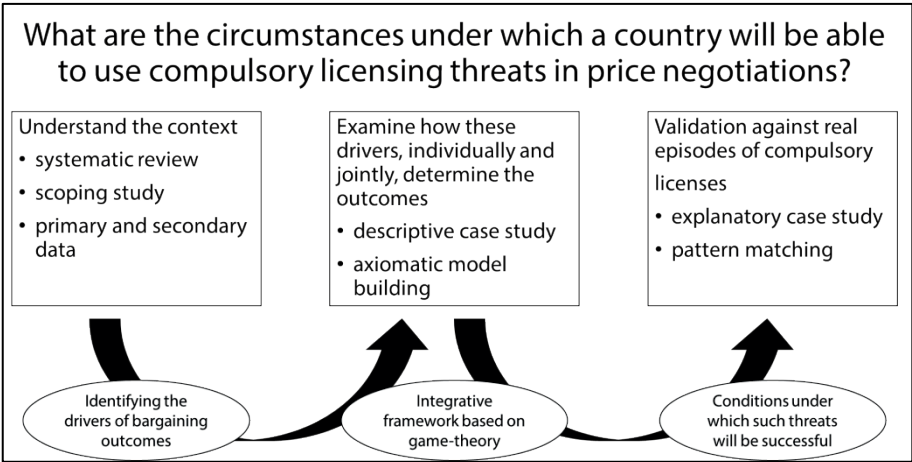 What are the circumstances under which a country will be able
to use compulsory licensing threats in price negotiations?
Understand the context
• systematic review
• scoping study
• primary and secondary
data
Examine how these
drivers, individually and
jointly, determine the
outcomes
• descriptive case study
• axiomatic model
building
Validation against real
episodes of compulsory
licenses
• explanatory case study
• pattern matching
Identifying the
drivers of bargaining
outcomes
Integrative
framework based on
game-theory
Conditions under
which such threats
will be successful